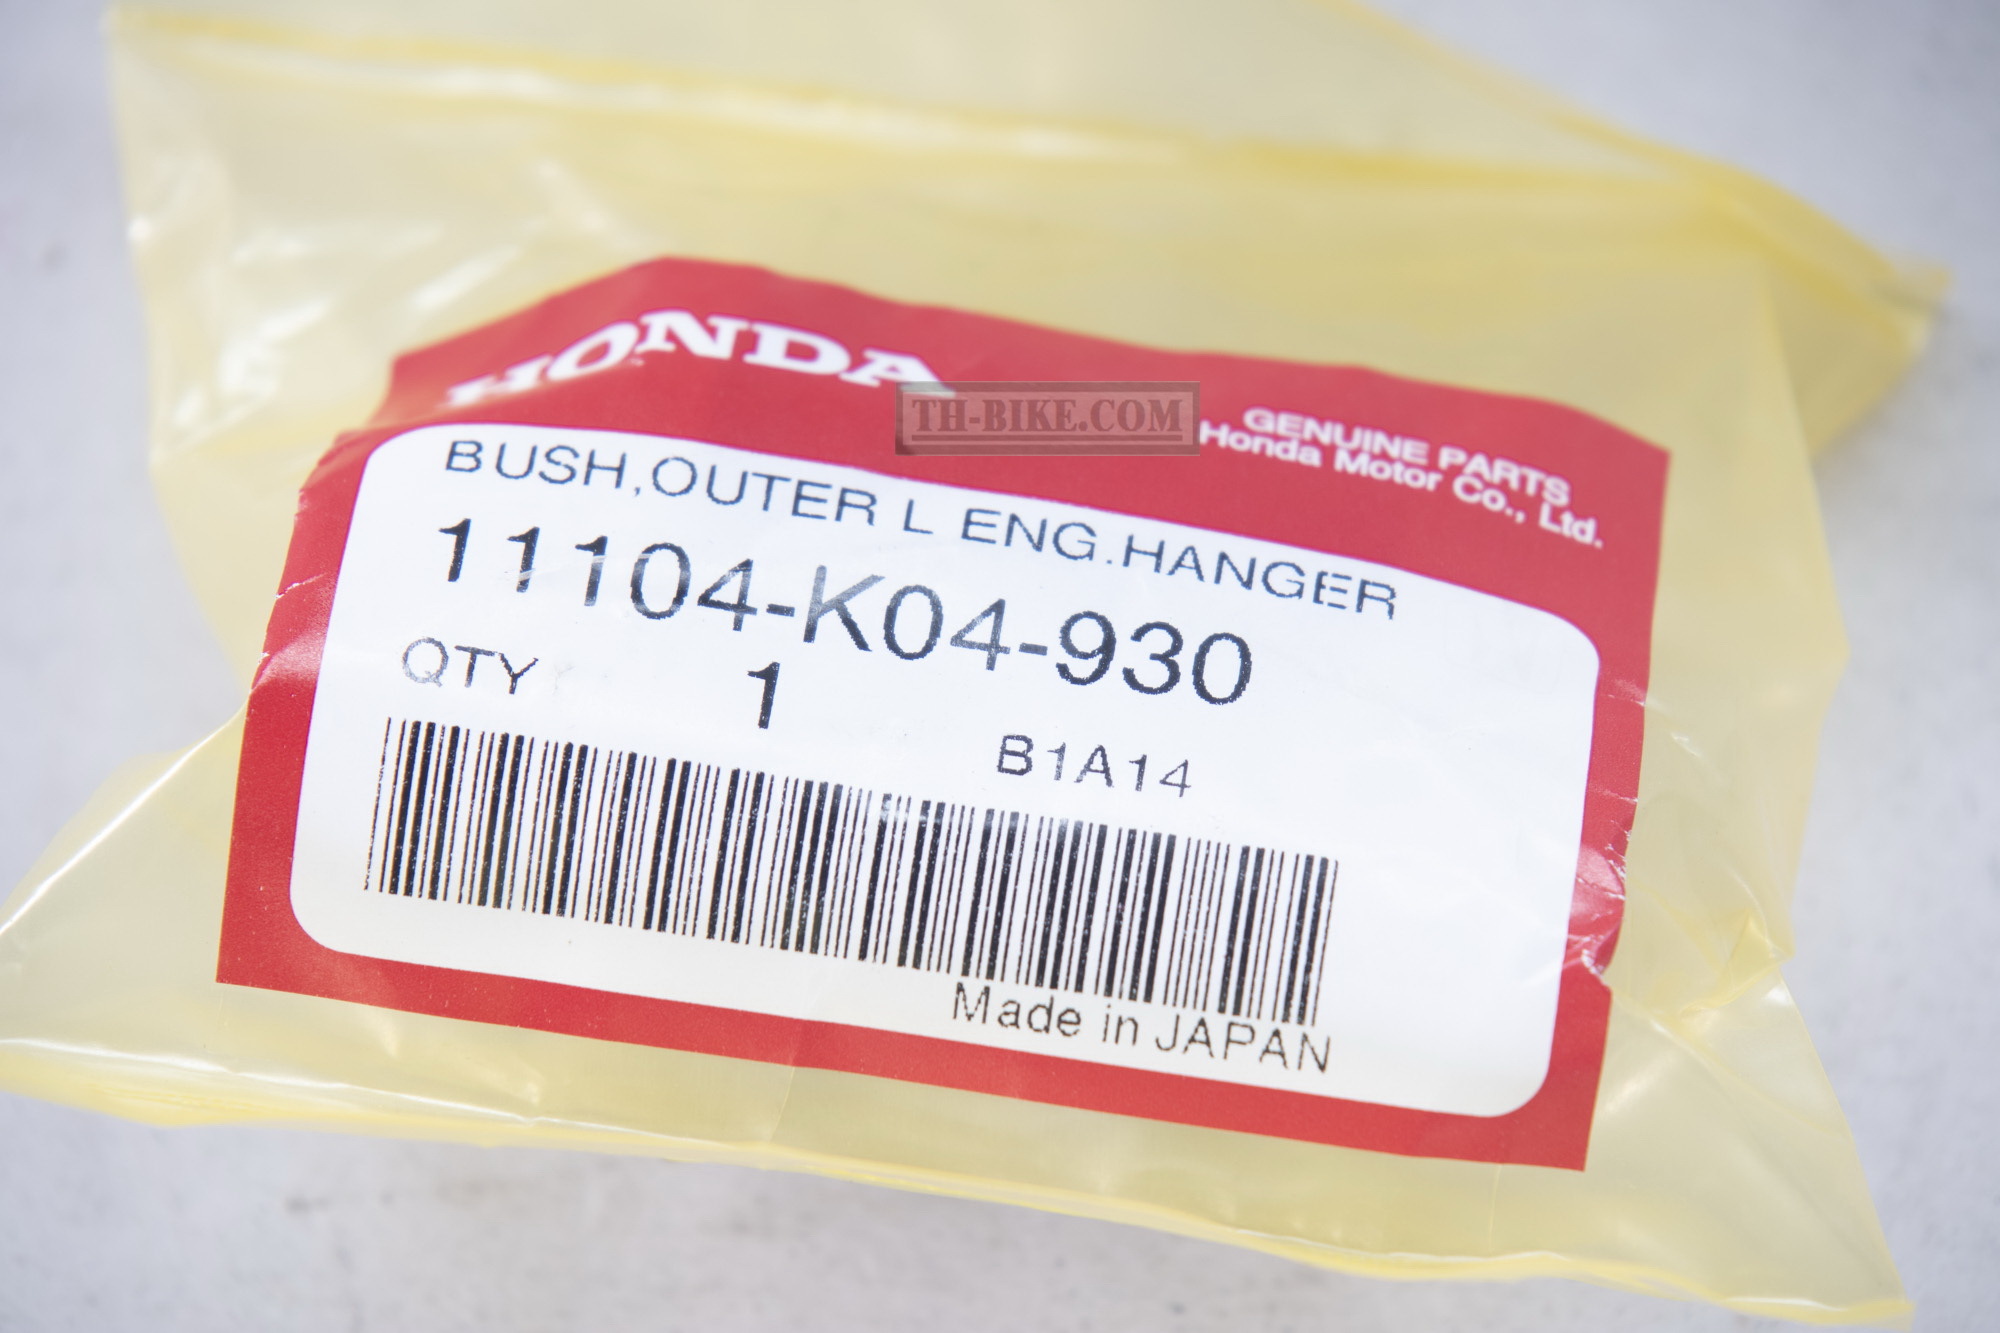 HONDA
TH-BIKE.COM
GENUINE PARTS
Honda Motor Co., Ltd.
BUSH,OUTER L ENG.HANGER
11104-K04-930
QTY 1
B1A14
Made in JAPAN